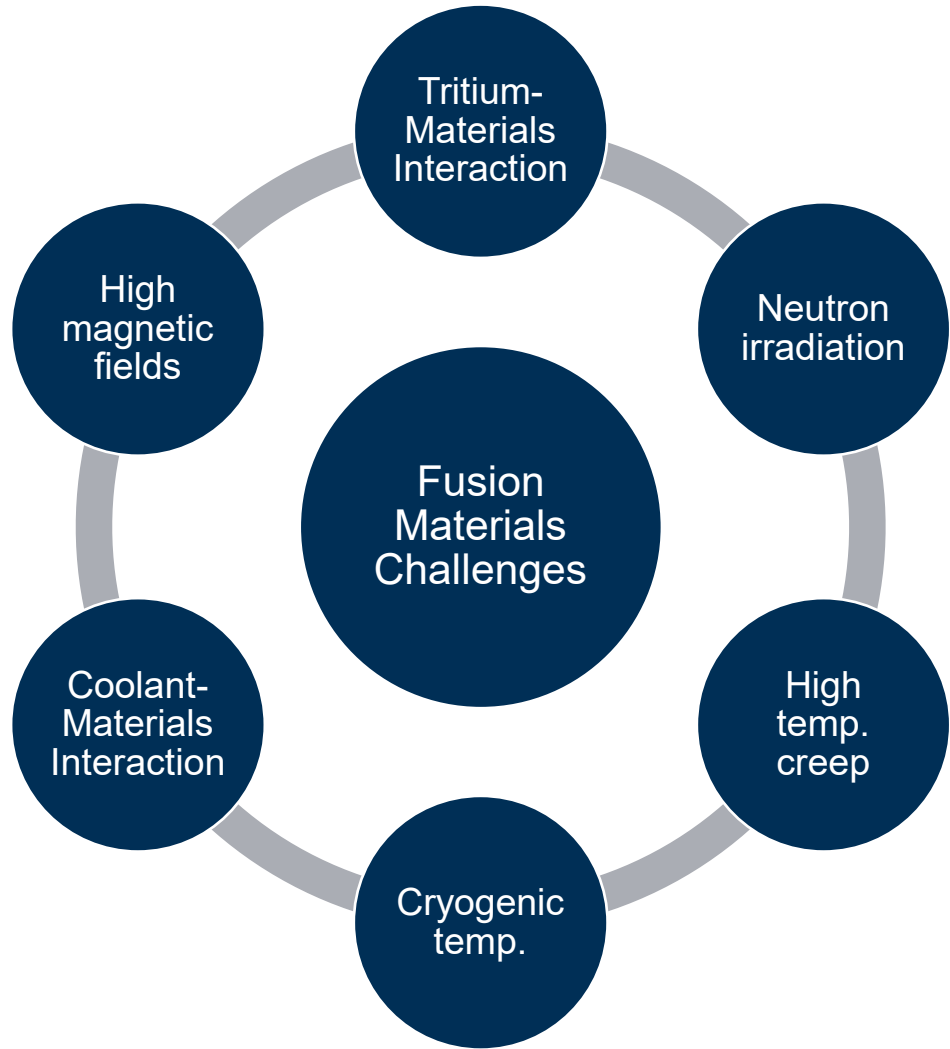 Tritium-
Materials
Interaction
High
magnetic
fields
Neutron
irradiation
Fusion
Materials
Challenges
Coolant-
Materials
Interaction
High
temp.
creep
Cryogenic
temp.